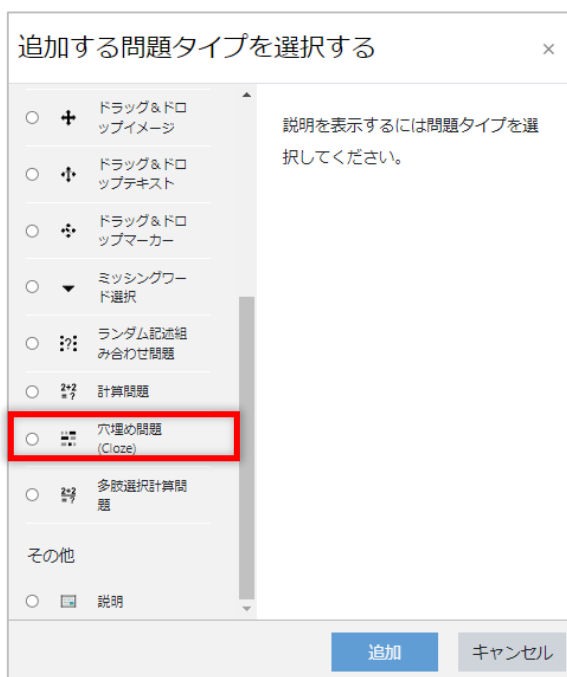 追加する問題タイプを選択する
×
ドラッグ&ドロ
ップイメージ
ドラッグ&ドロ
ップテキスト
ドラッグ&ドロ
ップマーカー
ミッシングワー
ド選択
ランダム記述組
み合わせ問題
2+2
= ?
計算問題
穴埋め問題
(Cloze)
2+2
= ?
多肢選択計算問
題
その他
説明
説明を表示するには問題タイプを選
択してください。
追加
キャンセル